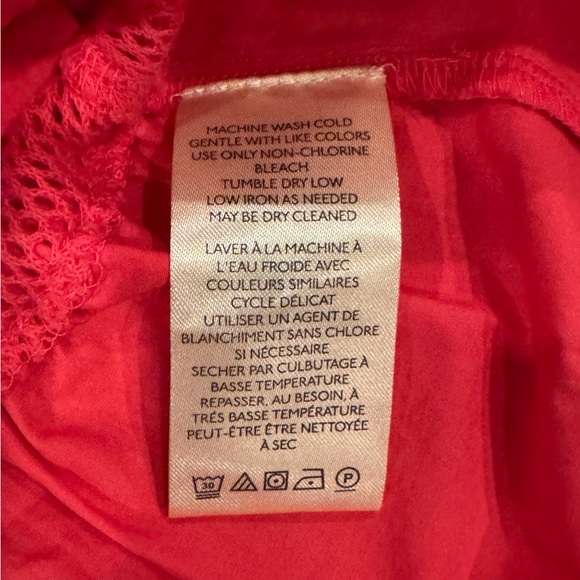 MACHINE WASH COLD
GENTLE WITH LIKE COLORS
USE ONLY NON-CHLORINE
BLEACH
TUMBLE DRY LOW
LOW IRON AS NEEDED
MAY BE DRY CLEANED
LAVER À LA MACHINE À
L'EAU FROIDE AVEC
COULEURS SIMILAIRES
CYCLE DÉLICAT
UTILISER UN AGENT DE
BLANCHIMENT SANS CHLORE
SI NÉCESSAIRE
SECHER PAR CULBUTAGE À
BASSE TEMPERATURE
REPASSER, AU BESOIN, À
TRÉS BASSE TEMPÉRATURE
PEUT-ÊTRE ÊTRE NETTOYÉE
À SEC
30 P